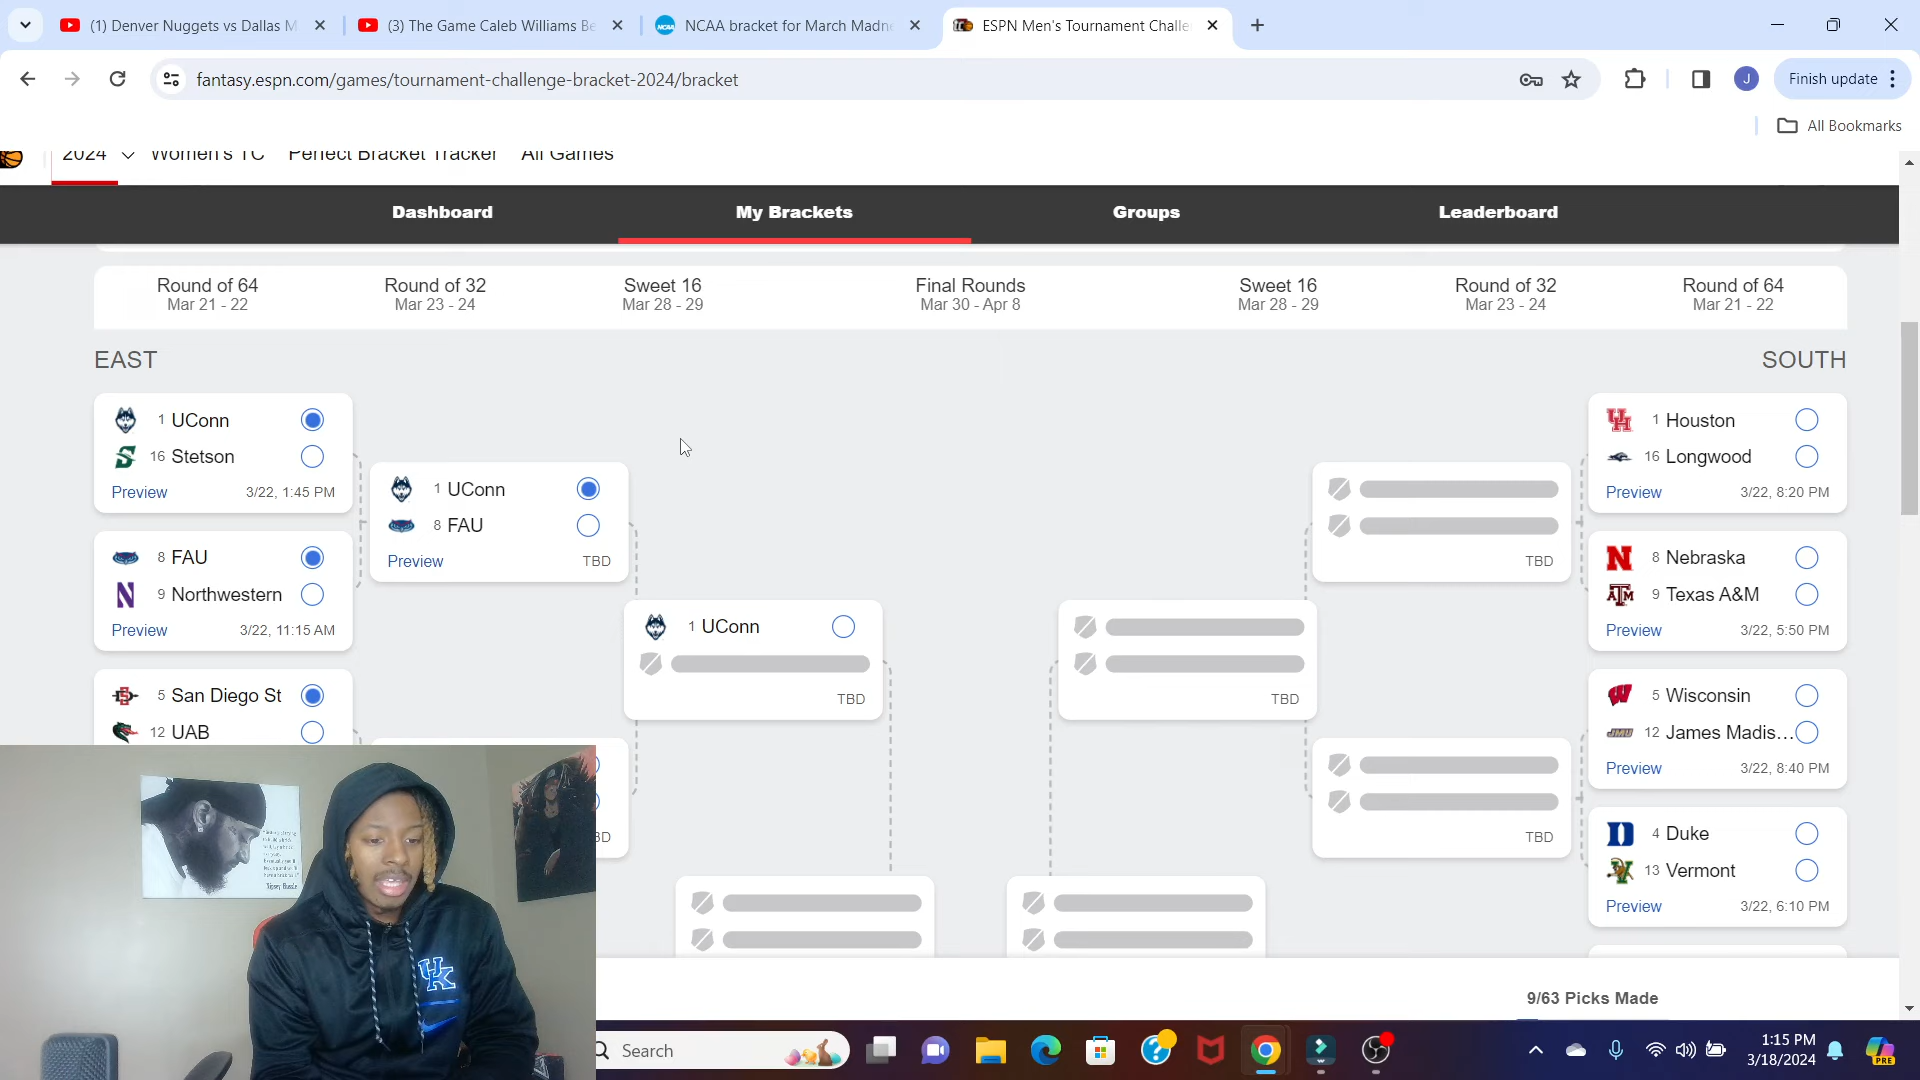 (1) Denver Nuggets vs Dallas M
(3) The Game Caleb Williams Be
NCAA bracket for March Madne
ESPN Men's Tournament Challe
fantasy.espn.com/games/tournament-challenge-bracket-2024/bracket
J
Finish update
All Bookmarks
2024
Women's TC
Perfect Bracket Tracker
All Games
Dashboard
My Brackets
Groups
Leaderboard
Round of 64
Mar 21 - 22
Round of 32
Mar 23 - 24
Sweet 16
Mar 28 - 29
Final Rounds
Mar 30 - Apr 8
Sweet 16
Mar 28 - 29
Round of 32
Mar 23 - 24
Round of 64
Mar 21 - 22
EAST
SOUTH
1 UConn
16 Stetson
Preview 3/22, 1:45 PM
8 FAU
9 Northwestern
Preview 3/22, 11:15 AM
5 San Diego St
12 UAB
1 UConn
8 FAU
Preview TBD
1 UConn
TBD
TBD
TBD
TBD
1 Houston
16 Longwood
Preview 3/22, 8:20 PM
8 Nebraska
9 Texas A&M
Preview 3/22, 5:50 PM
5 Wisconsin
12 James Madis...
Preview 3/22, 8:40 PM
4 Duke
13 Vermont
Preview 3/22, 6:10 PM
BD
9/63 Picks Made
Nipsey Hussle
UK
Search
1:15 PM
3/18/2024
PRE